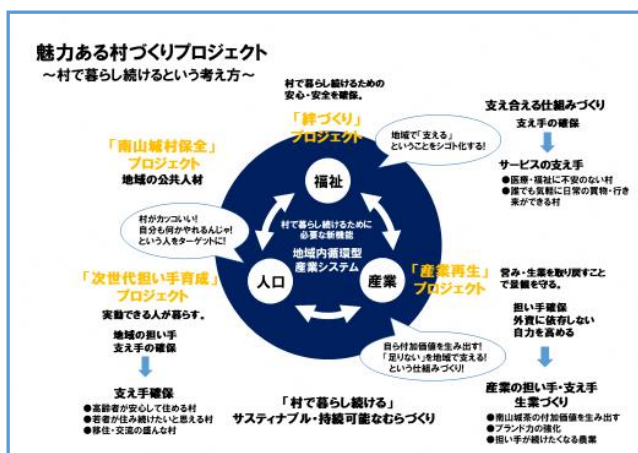 魅力ある村づくりプロジェクト
～村で暮らし続けるという考え方～
村で暮らし続けるための
安心・安全を確保。
「絆づくり」
プロジェクト
地域で「支える」
ということをシゴト化する!
支え合える仕組みづくり
支え手の確保
サービスの支え手
●医療・福祉に不安のない村
●誰でも気軽に日常の買物・行き
来ができる村
「南山城村保全」
プロジェクト
地域の公共人材
福祉
村がカッコいい!
自分も何かやれるんじゃ!
という人をターゲットに!
村で暮らし続けるために
必要な新機能
地域内循環型
産業システム
人口
産業
「次世代担い手育成」
プロジェクト
実動できる人が暮らす。
地域の担い手
支え手の確保
支え手確保
●高齢者が安心して住める村
●若者が住み続けたいと思える村
●移住・交流の盛んな村
「産業再生」
プロジェクト
営み・生業を取り戻すこと
で景観を守る。
担い手確保
外資に依存しない
自力を高める
自ら付加価値を生み出す!
「足りない」を地域で支える!
という仕組みづくり!
産業の担い手・支え手
生業づくり
●南山城茶の付加価値を生み出す
●ブランド力の強化
●担い手が続けたくなる農業
「村で暮らし続ける」
サスティナブル・持続可能なむらづくり